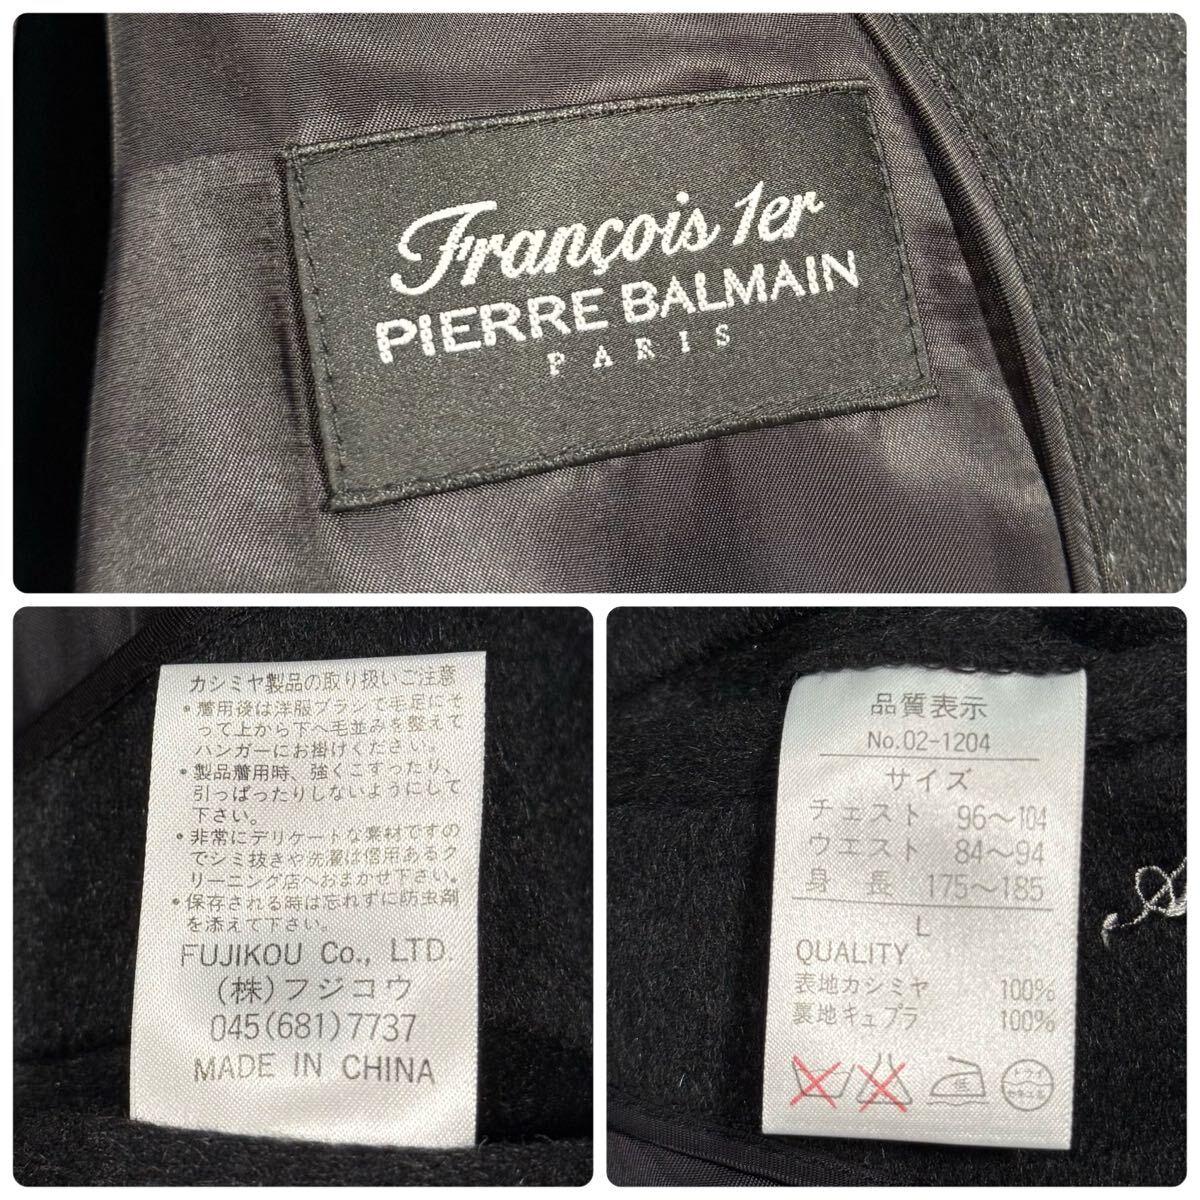 François 1er
PIERRE BALMAIN
PARIS
カシミヤ製品の取り扱いご注意
・着用後は洋服ブラシで毛足にそ
って上から下へ毛並みを整えて
ハンガーにお掛けください。
・製品着用時、強くこすったり、
引っぱったりしないようにして
下さい。
・非常にデリケートな素材ですの
でシミ抜きや洗濯は信用あるク
リーニング店へおまかせ下さい。
・保存される時は忘れずに防虫剤
を添えて下さい。
FUJIKOU Co., LTD.
(株)フジコウ
045(681)7737
MADE IN CHINA
品質表示
No.02-1204
サイズ
チェスト 96〜104
ウエスト 84〜94
身長 175〜185
L
QUALITY
表地カシミヤ 100%
裏地キュプラ 100%
低
ドライ
セキユ系